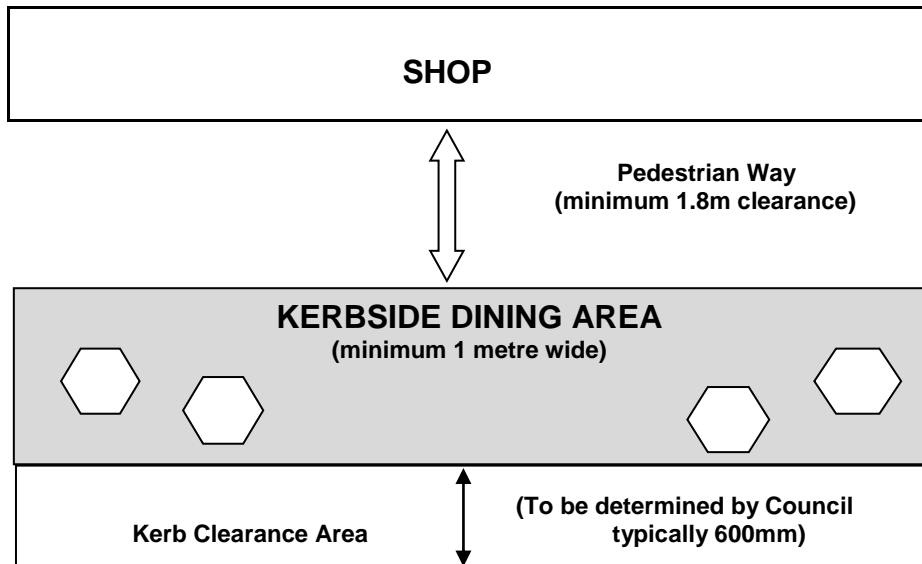 SHOP
Pedestrian Way
(minimum 1.8m clearance)
KERBSIDE DINING AREA
(minimum 1 metre wide)
(To be determined by Council
typically 600mm)
Kerb Clearance Area